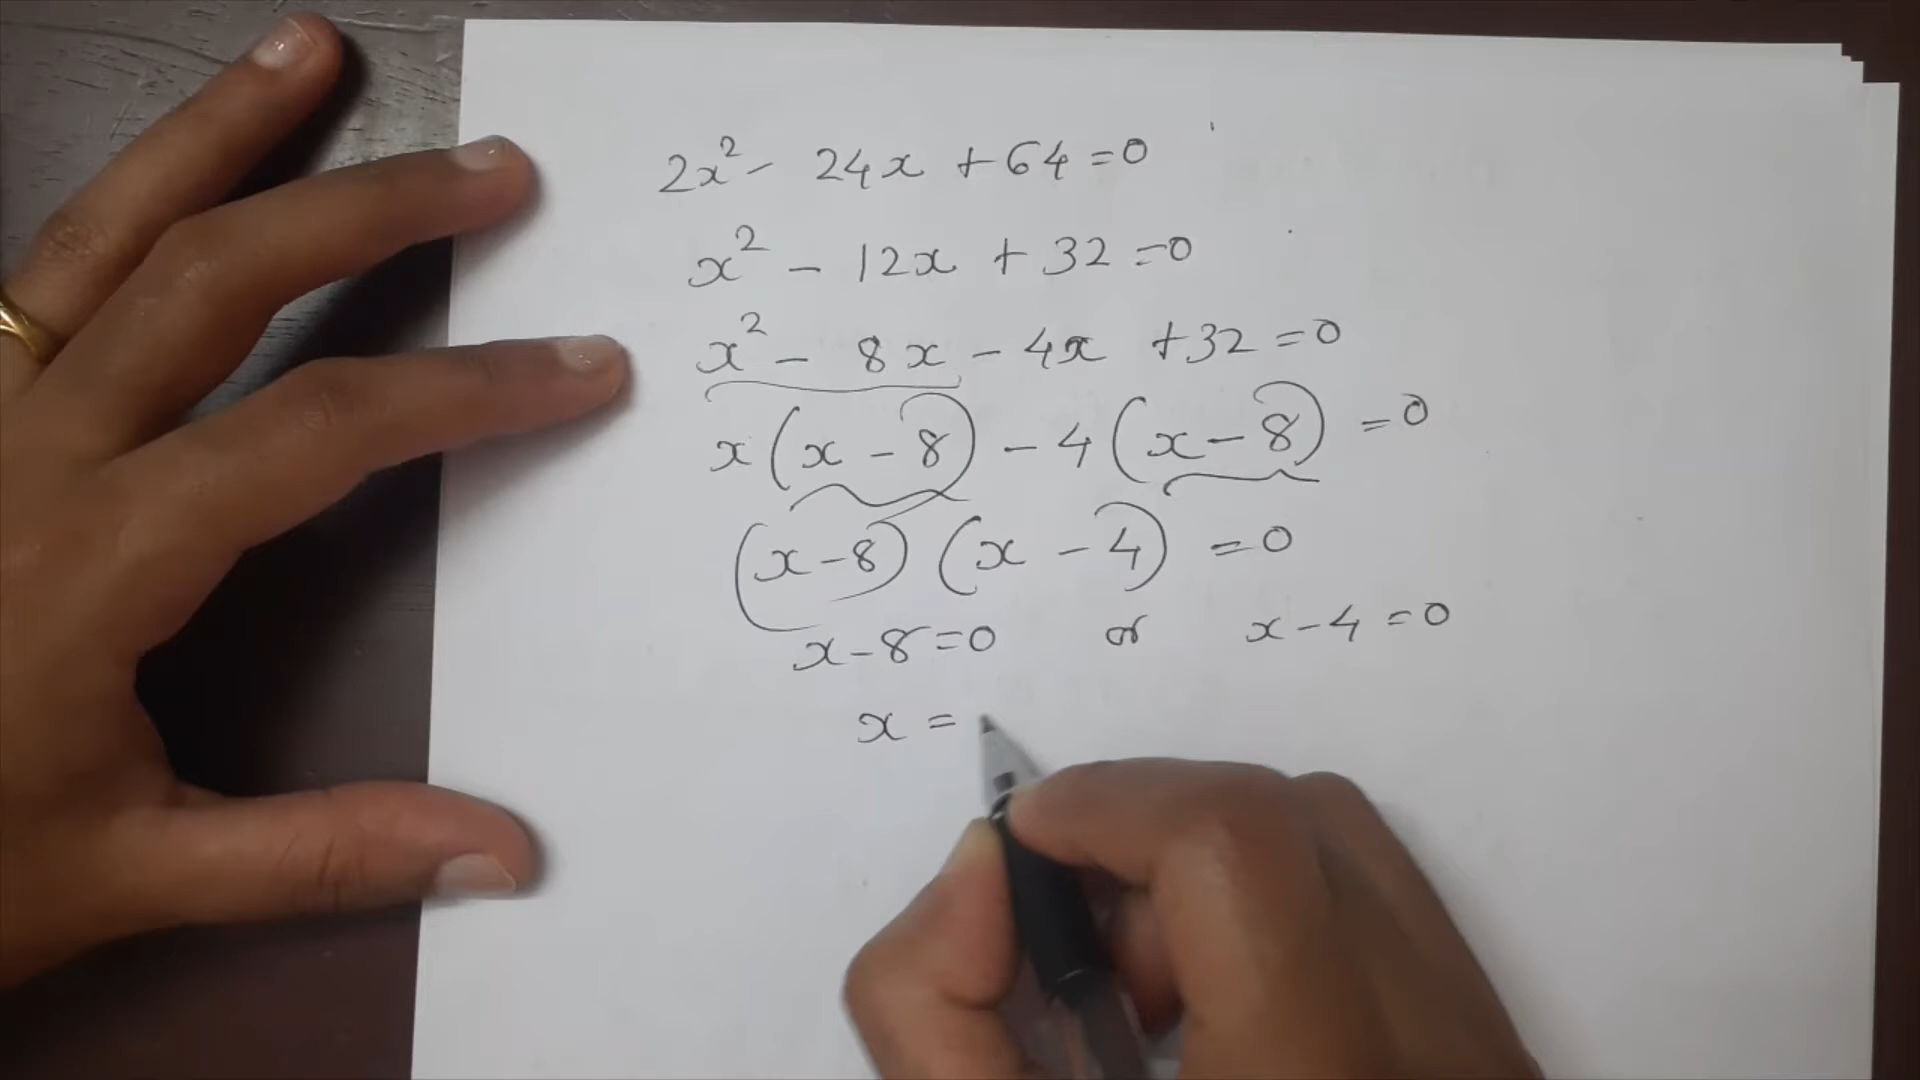 2x² - 24x + 64 = 0
x² - 12x + 32 = 0
x² - 8x - 4x + 32 = 0
x(x - 8) - 4(x - 8) = 0
(x - 8)(x - 4) = 0
x - 8 = 0 or x - 4 = 0
x =